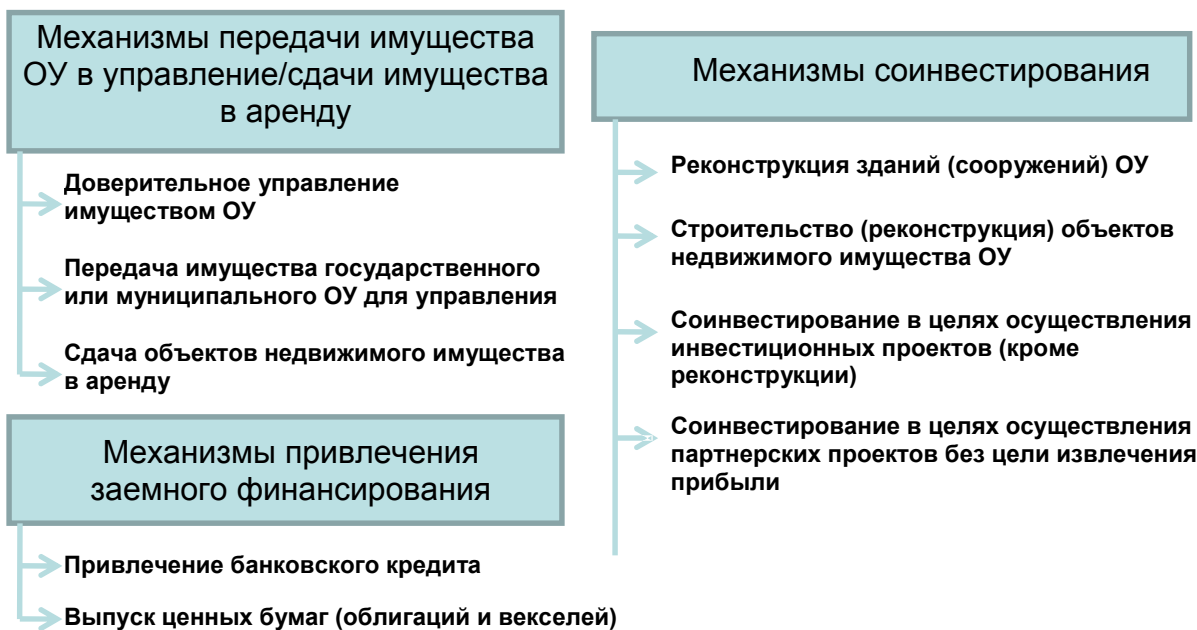 Механизмы передачи имущества
ОУ в управление/сдачи имущества
в аренду
Доверительное управление
имуществом ОУ
Передача имущества государственного
или муниципального ОУ для управления
Сдача объектов недвижимого имущества
в аренду
Механизмы привлечения
заемного финансирования
Привлечение банковского кредита
Выпуск ценных бумаг (облигаций и векселей)
Механизмы соинвестирования
Реконструкция зданий (сооружений) ОУ
Строительство (реконструкция) объектов
недвижимого имущества ОУ
Соинвестирование в целях осуществления
инвестиционных проектов (кроме
реконструкции)
Соинвестирование в целях осуществления
партнерских проектов без цели извлечения
прибыли